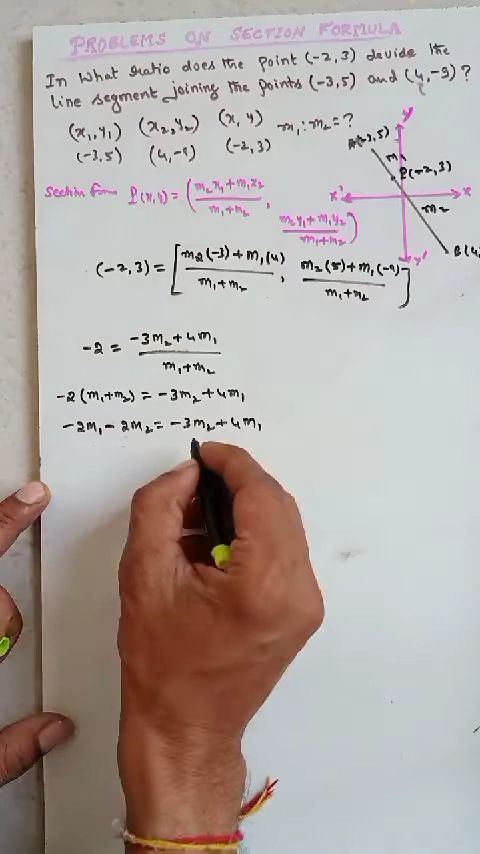 PROBLEMS ON SECTION FORMULA
In what ratio does the point (-2, 3) devide the
line segment joining the points (-3,5) and (4,-9) ?
(x₁,y₁) (x₂,y₂) (x, y) m₁:m₂=?
(-3,5) (4,-9) (-2,3)
A(-3,5)
y
m₁
P(-2,3)
x' x
m₂
y'
B(4,
Section form P(x,y) = (m₂x₁+m₁x₂ / m₁+m₂, m₂y₁+m₁y₂ / m₁+m₂)
(-2,3) = [m₂(-3)+m₁(4) / m₁+m₂, m₂(5)+m₁(-9) / m₁+m₂]
-2 = -3m₂+4m₁ / m₁+m₂
-2(m₁+m₂) = -3m₂+4m₁
-2m₁-2m₂ = -3m₂+4m₁